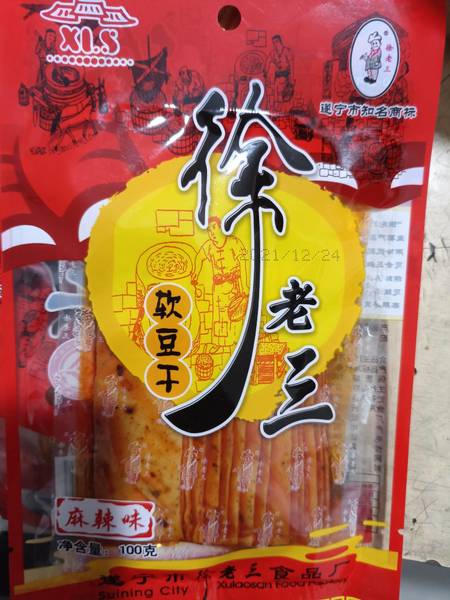 XLS
徐老三
遂宁市知名商标
徐老三
2021/12/24
软豆干
麻辣味
净含量: 100克
遂宁市徐老三食品厂
Suining City Xulaosan Food Factory